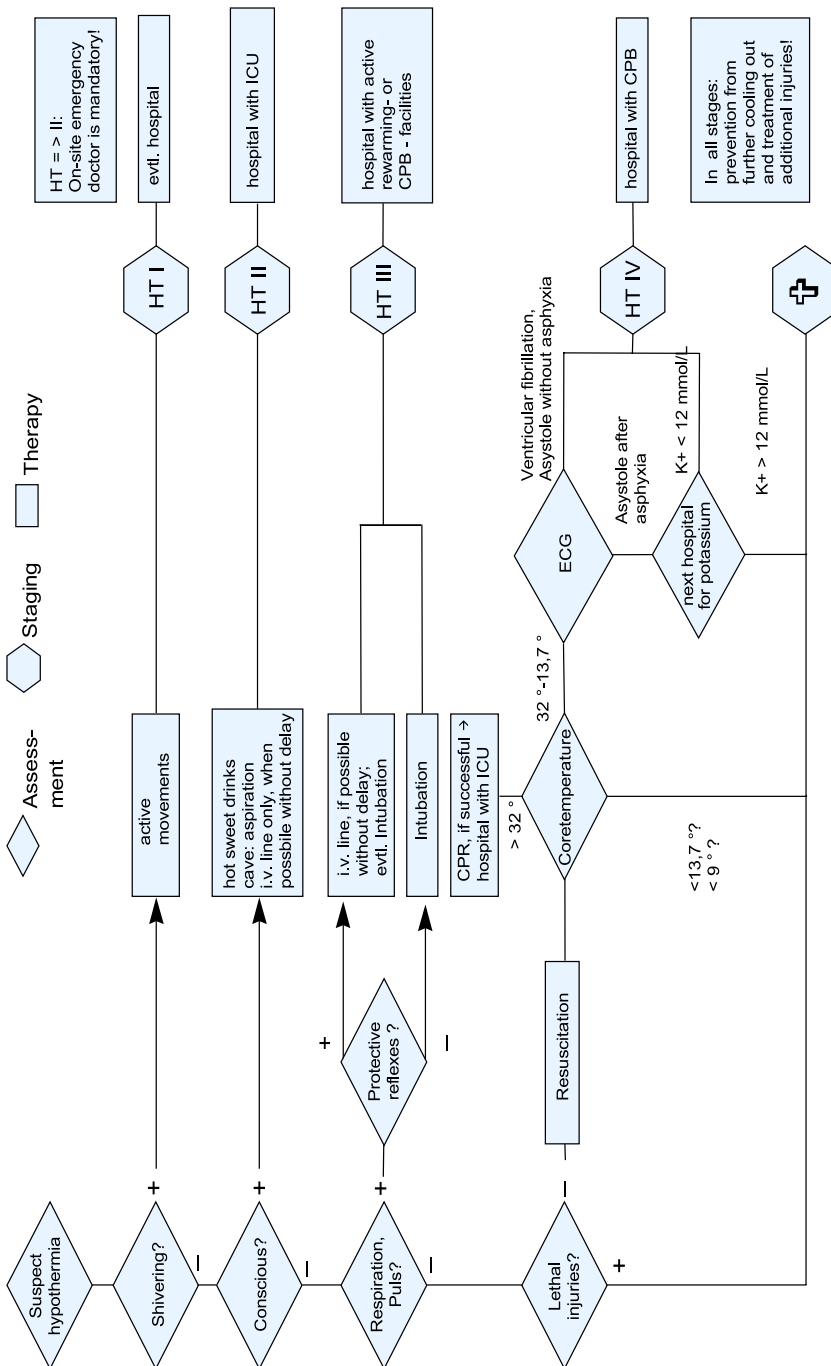 Assess-
ment
Staging
Therapy
HT = > II:
On-site emergency
doctor is mandatory!
Suspect
hypothermia
Shivering?
+
–
active
movements
HT I
evtl. hospital
Conscious?
+
–
hot sweet drinks
cave: aspiration
i.v. line only, when
possbile without delay
HT II
hospital with ICU
Respiration,
Puls?
+
–
Protective
reflexes ?
+
–
i.v. line, if possible
without delay;
evtl. Intubation
Intubation
HT III
hospital with active
rewarming- or
CPB - facilities
CPR, if successful →
hospital with ICU
> 32 °
Lethal
injuries?
–
+
Resuscitation
Coretemperature
32 °-13,7 °
ECG
Ventricular fibrillation,
Asystole without asphyxia
HT IV
hospital with CPB
Asystole after
asphyxia
next hospital
for potassium
K+ < 12 mmol/L
K+ > 12 mmol/L
<13,7 °?
< 9 ° ?
In all stages:
prevention from
further cooling out
and treatment of
additional injuries!